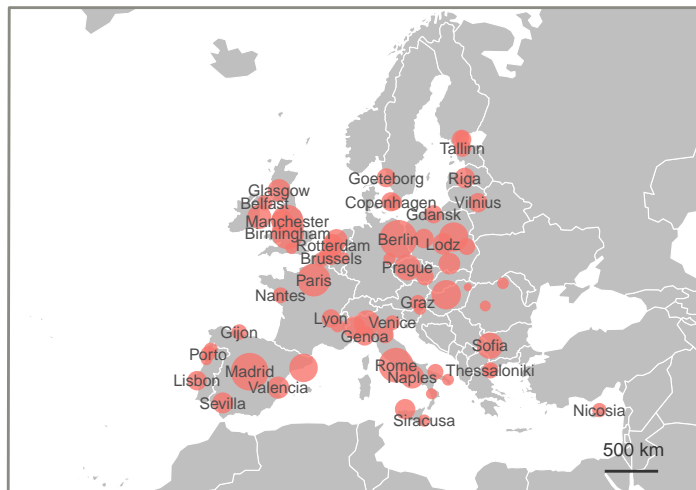 Tallinn
Goeteborg
Riga
Glasgow
Copenhagen
Vilnius
Belfast
Gdansk
Manchester
Birmingham
Berlin
Lodz
Rotterdam
Brussels
Prague
Paris
Nantes
Graz
Lyon
Venice
Gijon
Genoa
Sofia
Porto
Rome
Madrid
Thessaloniki
Lisbon
Naples
Valencia
Sevilla
Siracusa
Nicosia
500 km